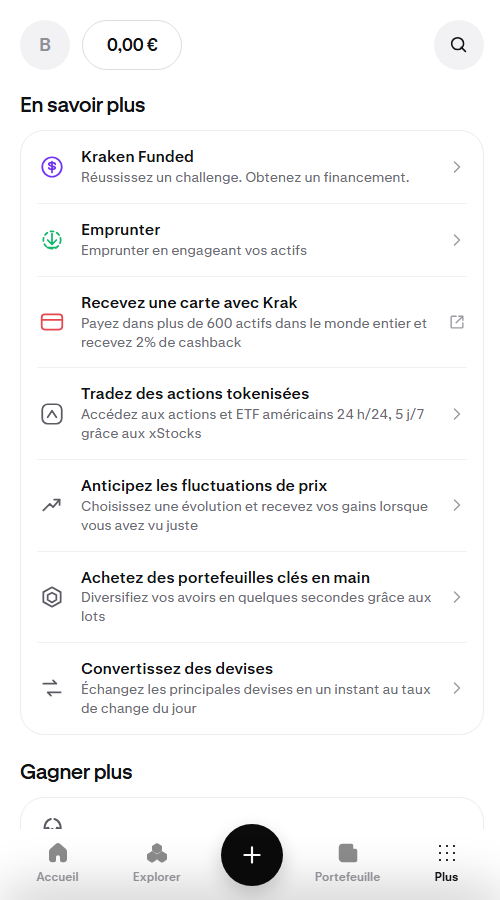 B
0,00 €
En savoir plus
Kraken Funded
Réussissez un challenge. Obtenez un financement.
Emprunter
Emprunter en engageant vos actifs
Recevez une carte avec Krak
Payez dans plus de 600 actifs dans le monde entier et
recevez 2% de cashback
Tradez des actions tokenisées
Accédez aux actions et ETF américains 24 h/24, 5 j/7
grâce aux xStocks
Anticipez les fluctuations de prix
Choisissez une évolution et recevez vos gains lorsque
vous avez vu juste
Achetez des portefeuilles clés en main
Diversifiez vos avoirs en quelques secondes grâce aux
lots
Convertissez des devises
Échangez les principales devises en un instant au taux
de change du jour
Gagner plus
Accueil
Explorer
Portefeuille
Plus